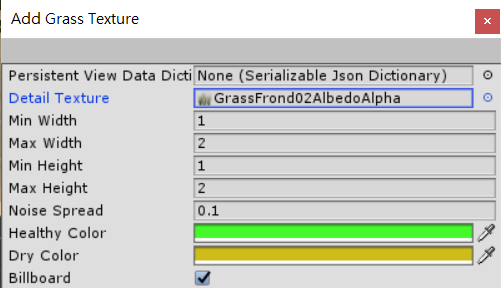 Add Grass Texture
Persistent View Data Dicti None (Serializable Json Dictionary)
Detail Texture GrassFrond02AlbedoAlpha
Min Width 1
Max Width 2
Min Height 1
Max Height 2
Noise Spread 0.1
Healthy Color
Dry Color
Billboard